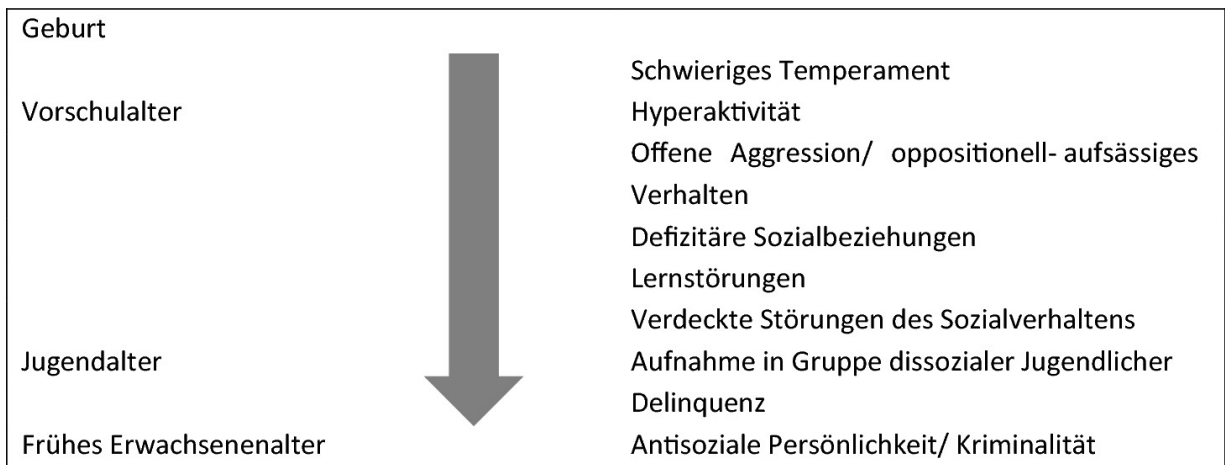 Geburt
Schwieriges Temperament
Vorschulalter Hyperaktivität
Offene Aggression/ oppositionell- aufsässiges
Verhalten
Defizitäre Sozialbeziehungen
Lernstörungen
Verdeckte Störungen des Sozialverhaltens
Jugendalter Aufnahme in Gruppe dissozialer Jugendlicher
Delinquenz
Frühes Erwachsenenalter Antisoziale Persönlichkeit/ Kriminalität